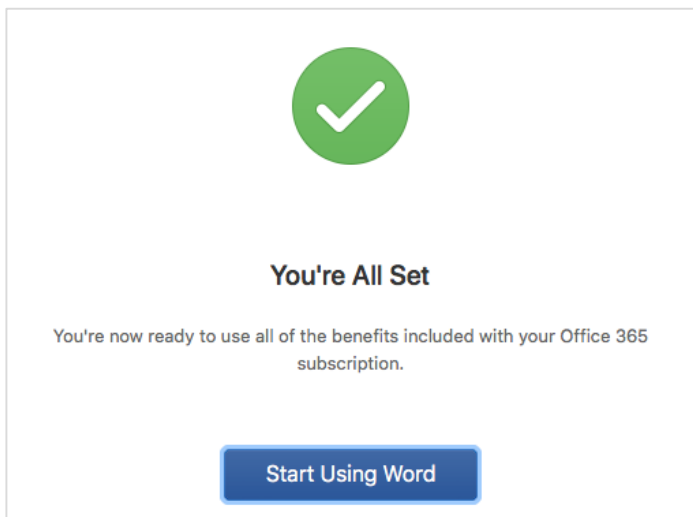 You're All Set
You're now ready to use all of the benefits included with your Office 365
subscription.
Start Using Word